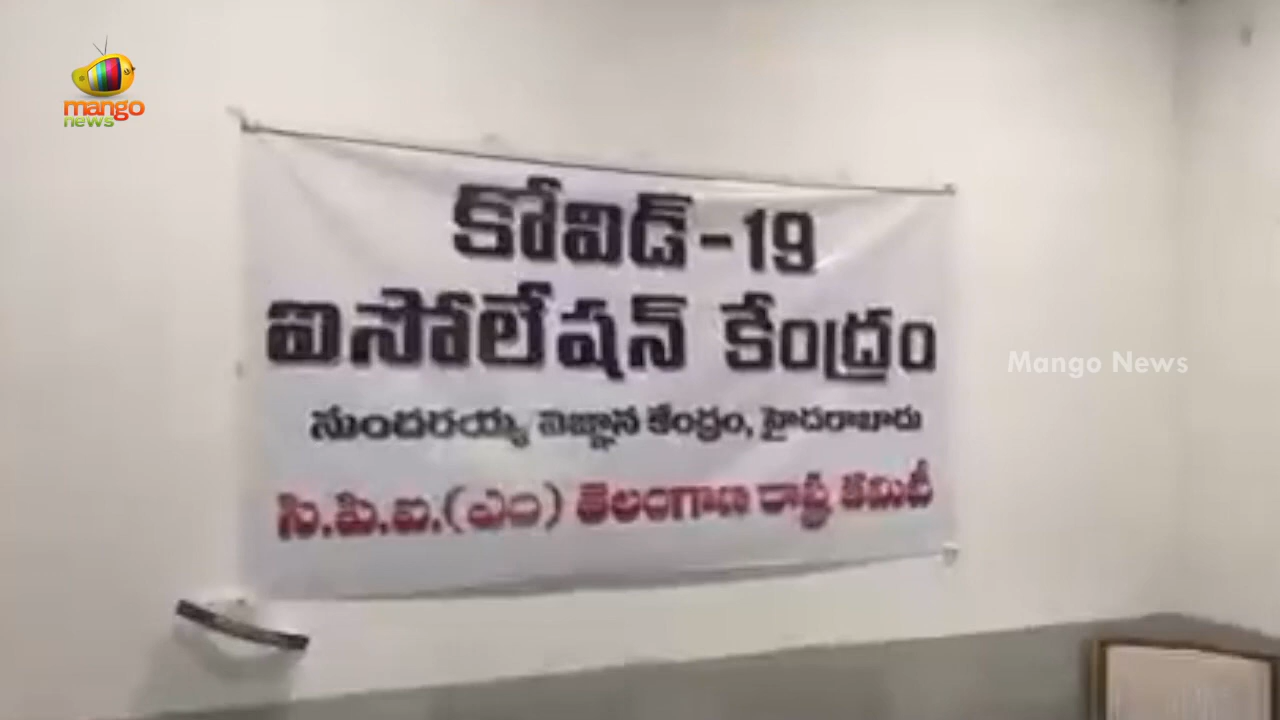 mango
news
కోవిడ్-19
ఐసోలేషన్ కేంద్రం
సుందరయ్య విజ్ఞాన కేంద్రం, హైదరాబాదు
సి.పి.ఐ.(ఎం) తెలంగాణ రాష్ట్ర కమిటీ
Mango News